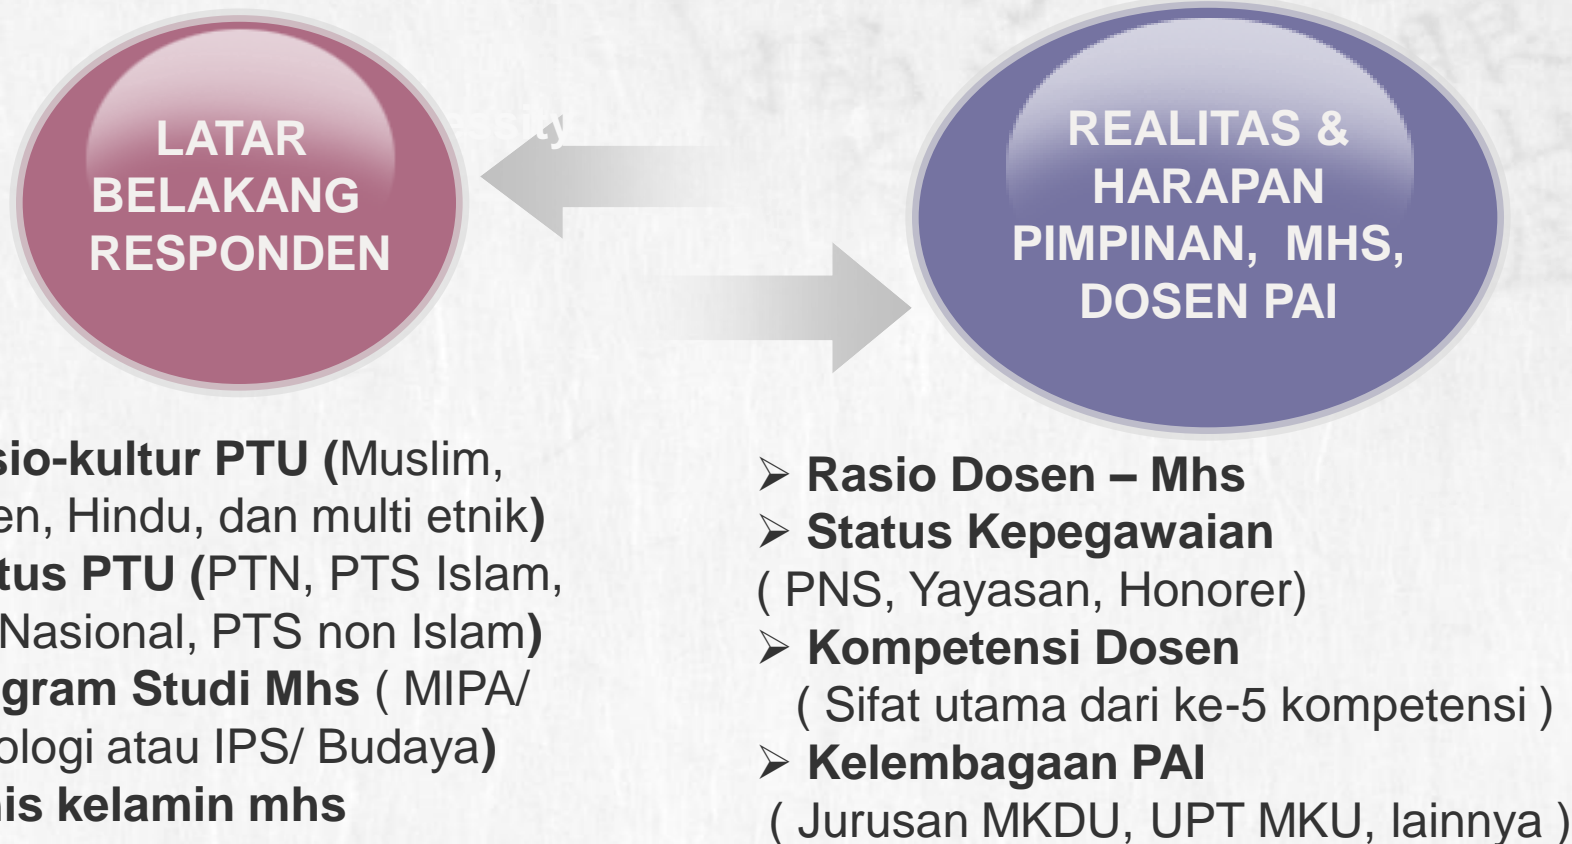 LATAR
BELAKANG
RESPONDEN
REALITAS &
HARAPAN
PIMPINAN, MHS,
DOSEN PAI
sio-kultur PTU (Muslim,
en, Hindu, dan multi etnik)
tus PTU (PTN, PTS Islam,
Nasional, PTS non Islam)
gram Studi Mhs ( MIPA/
ologi atau IPS/ Budaya)
nis kelamin mhs
➢ Rasio Dosen – Mhs
➢ Status Kepegawaian
( PNS, Yayasan, Honorer)
➢ Kompetensi Dosen
( Sifat utama dari ke-5 kompetensi )
➢ Kelembagaan PAI
( Jurusan MKDU, UPT MKU, lainnya )